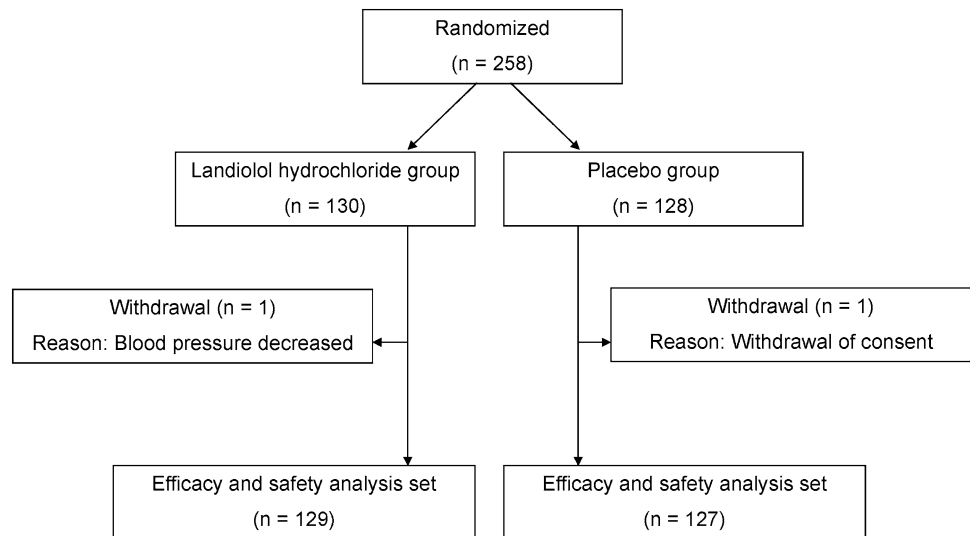 Randomized
(n = 258)
Landiolol hydrochloride group
(n = 130)
Placebo group
(n = 128)
Withdrawal (n = 1)
Reason: Blood pressure decreased
Withdrawal (n = 1)
Reason: Withdrawal of consent
Efficacy and safety analysis set
(n = 129)
Efficacy and safety analysis set
(n = 127)